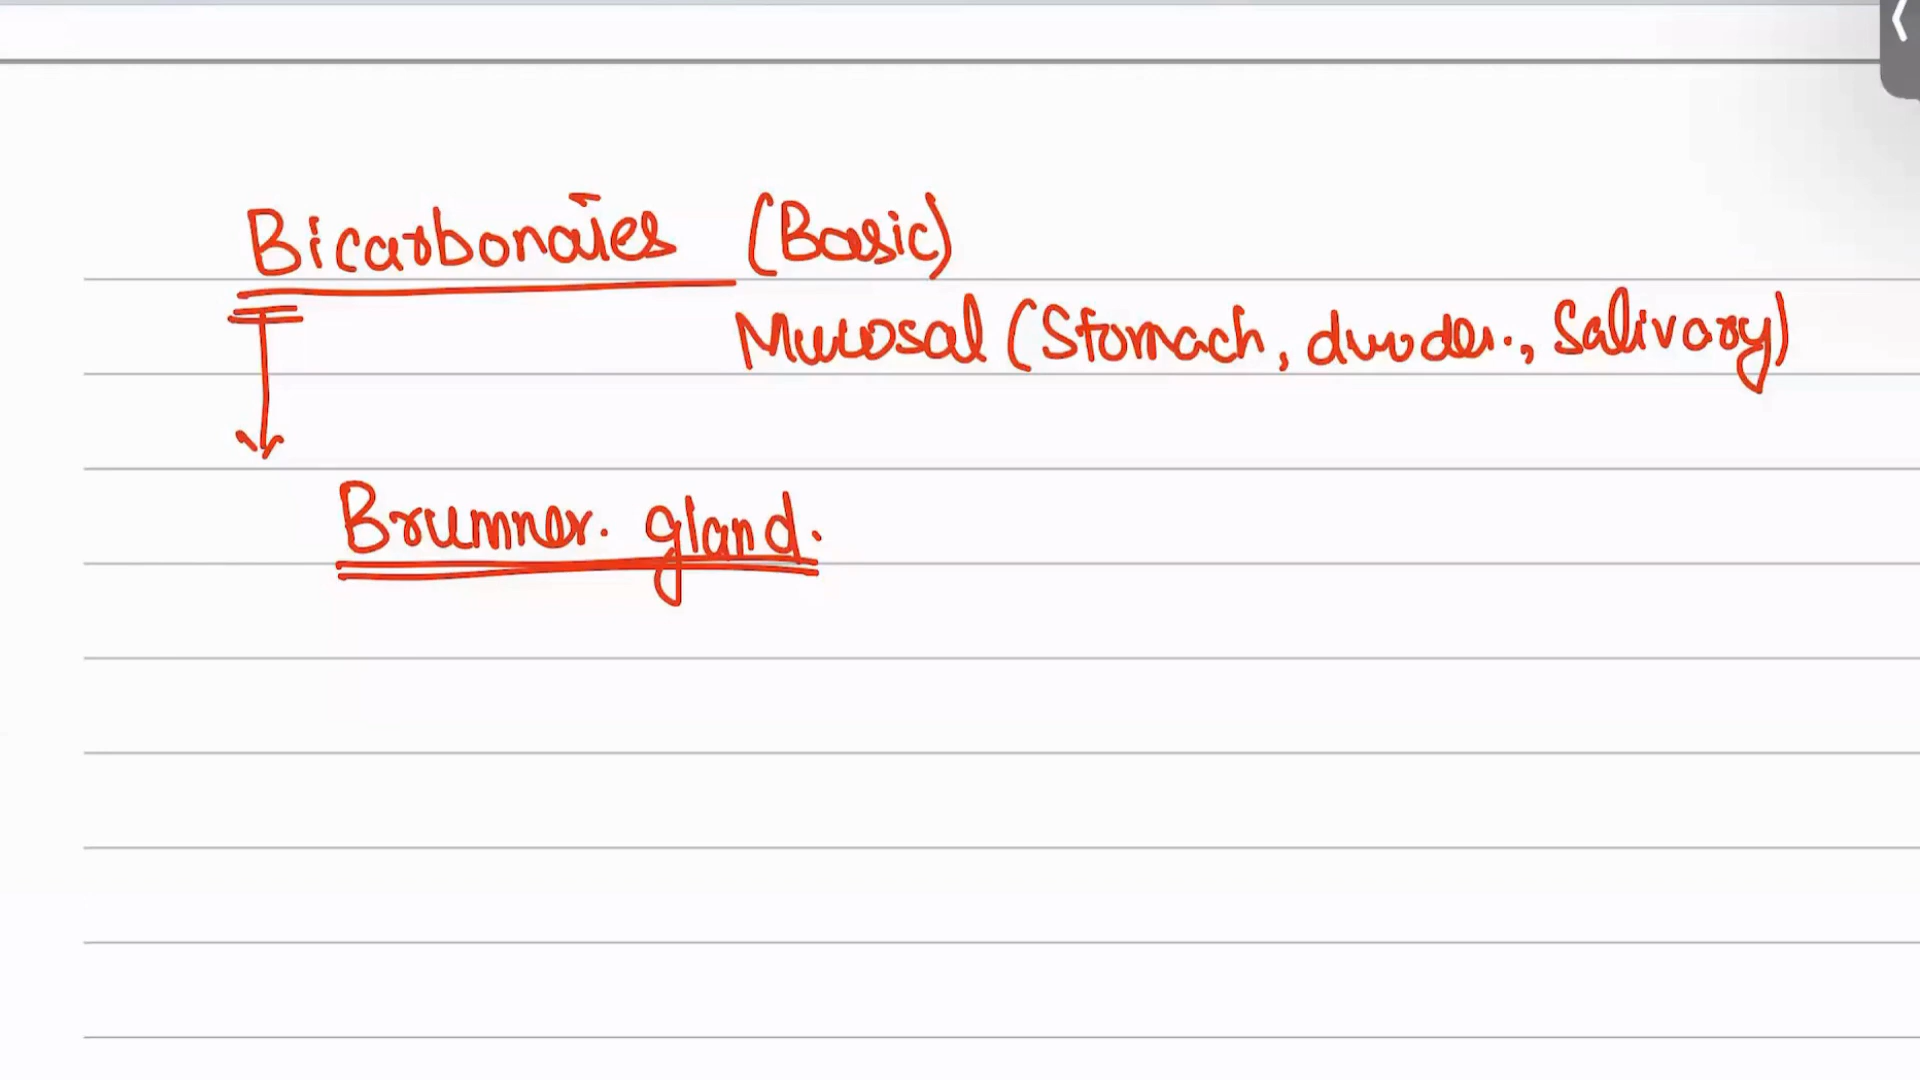 Bicarbonates (Basic)
Mucosal (Stomach, duoden., Salivary)
Brunner. gland.